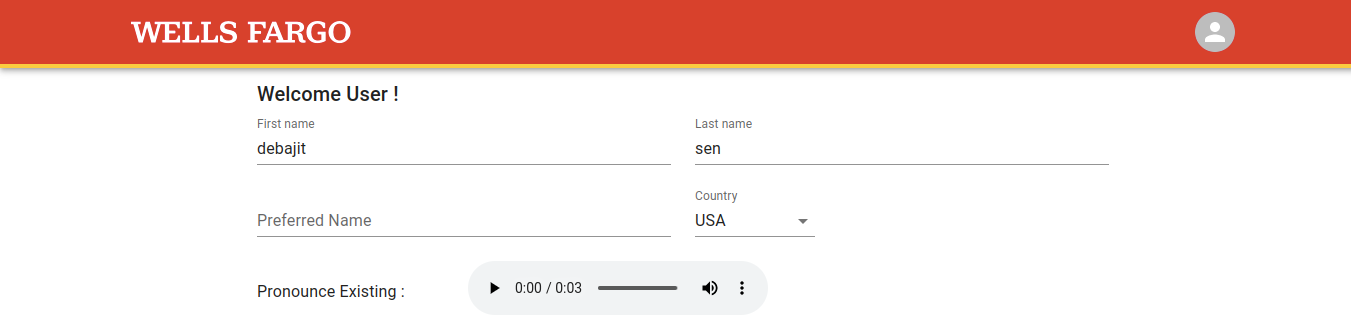 WELLS FARGO
Welcome User !
First name
Last name
debajit
sen
Country
Preferred Name
USA
Pronounce Existing :
0:00 / 0:03